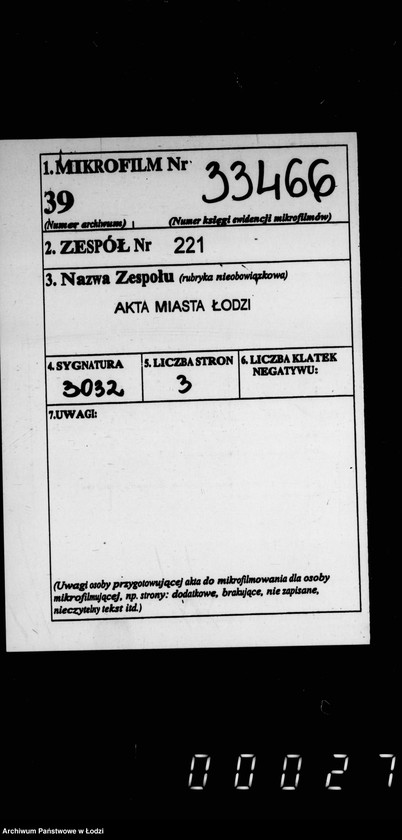 1.MIKROFILM Nr 33466
39
(Numer archiwum) (Numer księgi ewidencji mikrofilmów)
2. ZESPÓŁ Nr 221
3. Nazwa Zespołu (rubryka nieobowiązkowa)
AKTA MIASTA ŁODZI
4. SYGNATURA 5. LICZBA STRON 6. LICZBA KLATEK
NEGATYWU:
3032 3
7.UWAGI:
(Uwagi osoby przygotowującej akta do mikrofilmowania dla osoby
mikrofilmującej, np. strony: dodatkowe, brakujące, nie zapisane,
nieczytelny tekst itd.)
00027
Archiwum Państwowe w Łodzi